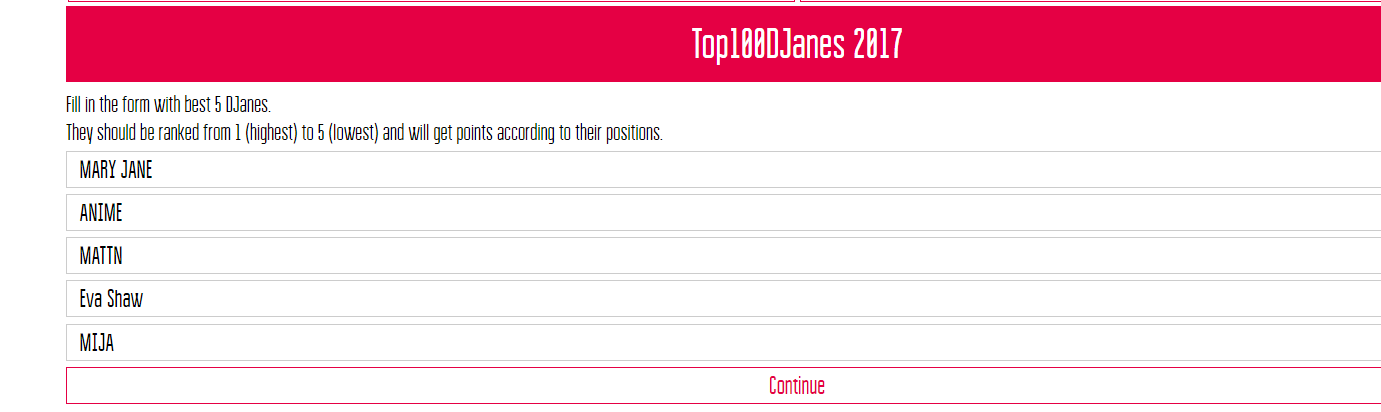 Top100DJanes 2017
Fill in the form with best 5 DJanes.
They should be ranked from 1 (highest) to 5 (lowest) and will get points according to their positions.
MARY JANE
ANIME
MATTN
Eva Shaw
MIJA
Continue